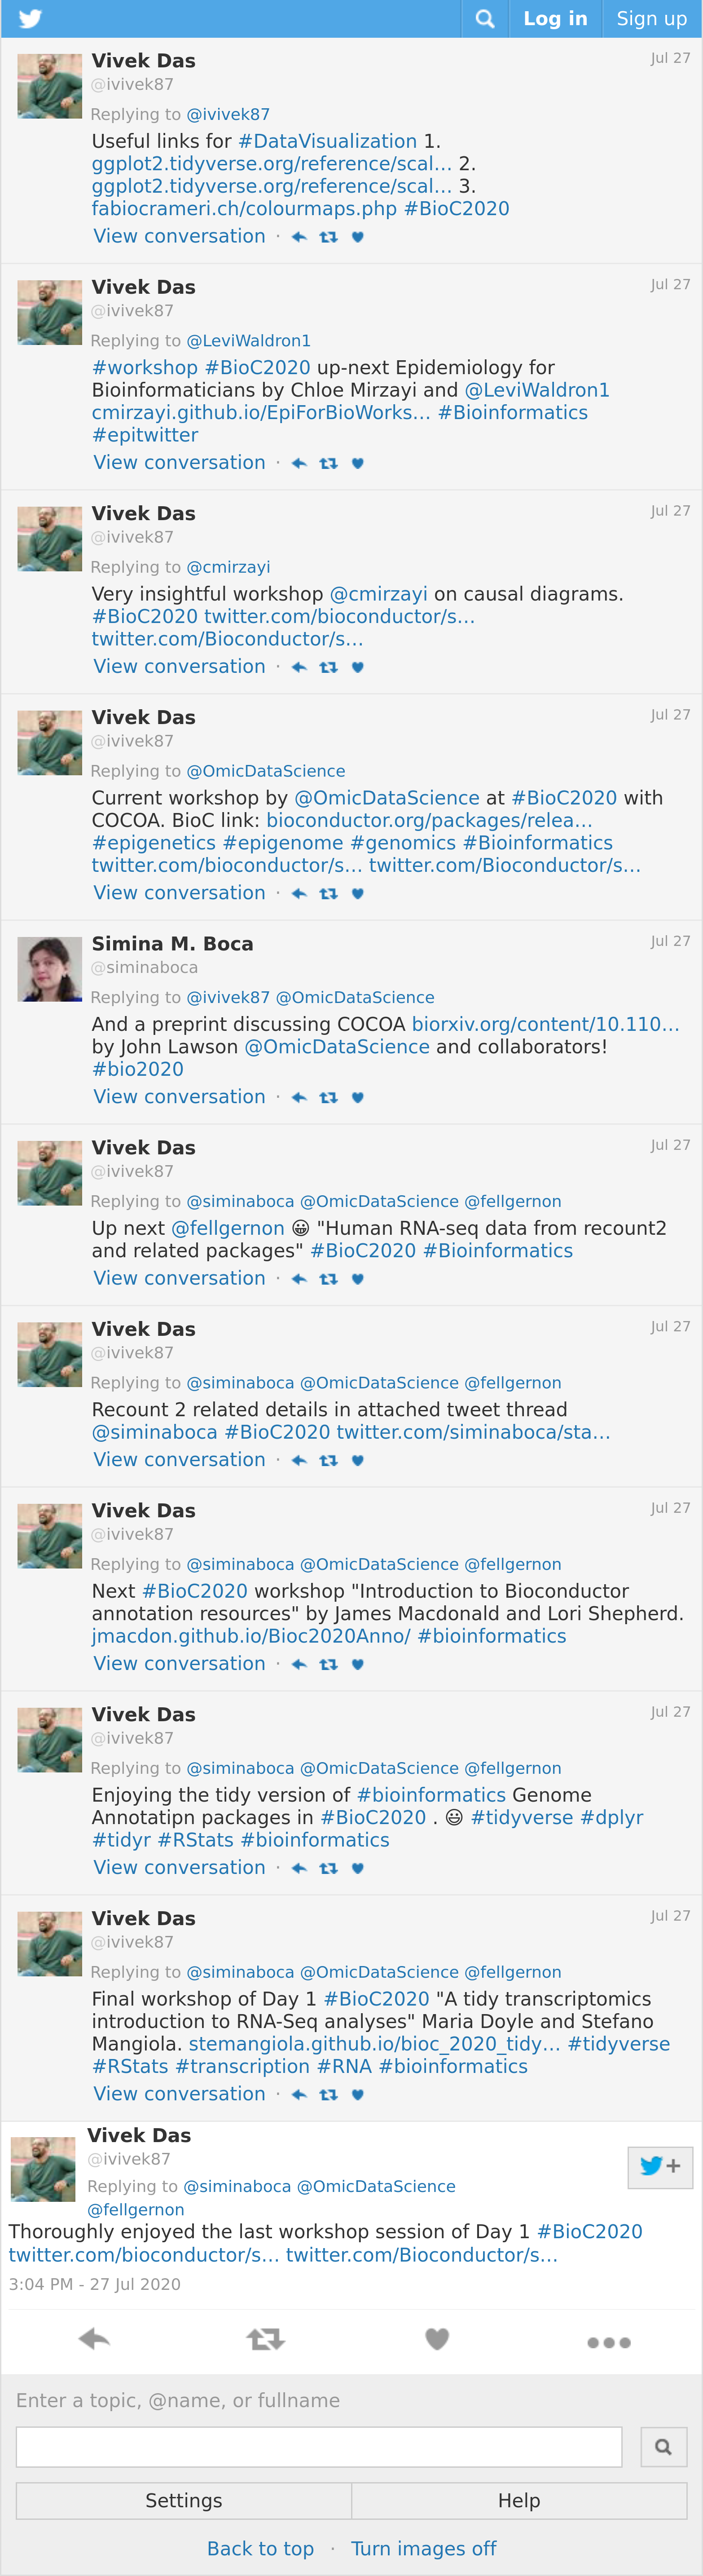 Log in Sign up
Vivek Das Jul 27
@ivivek87
Replying to @ivivek87
Useful links for #DataVisualization 1.
ggplot2.tidyverse.org/reference/scal… 2.
ggplot2.tidyverse.org/reference/scal… 3.
fabiocrameri.ch/colourmaps.php #BioC2020
View conversation ·
Vivek Das Jul 27
@ivivek87
Replying to @LeviWaldron1
#workshop #BioC2020 up-next Epidemiology for
Bioinformaticians by Chloe Mirzayi and @LeviWaldron1
cmirzayi.github.io/EpiForBioWorks… #Bioinformatics
#epitwitter
View conversation ·
Vivek Das Jul 27
@ivivek87
Replying to @cmirzayi
Very insightful workshop @cmirzayi on causal diagrams.
#BioC2020 twitter.com/bioconductor/s…
twitter.com/Bioconductor/s…
View conversation ·
Vivek Das Jul 27
@ivivek87
Replying to @OmicDataScience
Current workshop by @OmicDataScience at #BioC2020 with
COCOA. BioC link: bioconductor.org/packages/relea…
#epigenetics #epigenome #genomics #Bioinformatics
twitter.com/bioconductor/s… twitter.com/Bioconductor/s…
View conversation ·
Simina M. Boca Jul 27
@siminaboca
Replying to @ivivek87 @OmicDataScience
And a preprint discussing COCOA biorxiv.org/content/10.110…
by John Lawson @OmicDataScience and collaborators!
#bio2020
View conversation ·
Vivek Das Jul 27
@ivivek87
Replying to @siminaboca @OmicDataScience @fellgernon
Up next @fellgernon 😀 "Human RNA-seq data from recount2
and related packages" #BioC2020 #Bioinformatics
View conversation ·
Vivek Das Jul 27
@ivivek87
Replying to @siminaboca @OmicDataScience @fellgernon
Recount 2 related details in attached tweet thread
@siminaboca #BioC2020 twitter.com/siminaboca/sta…
View conversation ·
Vivek Das Jul 27
@ivivek87
Replying to @siminaboca @OmicDataScience @fellgernon
Next #BioC2020 workshop "Introduction to Bioconductor
annotation resources" by James Macdonald and Lori Shepherd.
jmacdon.github.io/Bioc2020Anno/ #bioinformatics
View conversation ·
Vivek Das Jul 27
@ivivek87
Replying to @siminaboca @OmicDataScience @fellgernon
Enjoying the tidy version of #bioinformatics Genome
Annotatipn packages in #BioC2020 . 😃 #tidyverse #dplyr
#tidyr #RStats #bioinformatics
View conversation ·
Vivek Das Jul 27
@ivivek87
Replying to @siminaboca @OmicDataScience @fellgernon
Final workshop of Day 1 #BioC2020 "A tidy transcriptomics
introduction to RNA-Seq analyses" Maria Doyle and Stefano
Mangiola. stemangiola.github.io/bioc_2020_tidy… #tidyverse
#RStats #transcription #RNA #bioinformatics
View conversation ·
Vivek Das
@ivivek87
Replying to @siminaboca @OmicDataScience
@fellgernon
Thoroughly enjoyed the last workshop session of Day 1 #BioC2020
twitter.com/bioconductor/s… twitter.com/Bioconductor/s…
3:04 PM - 27 Jul 2020
Enter a topic, @name, or fullname
Settings Help
Back to top · Turn images off